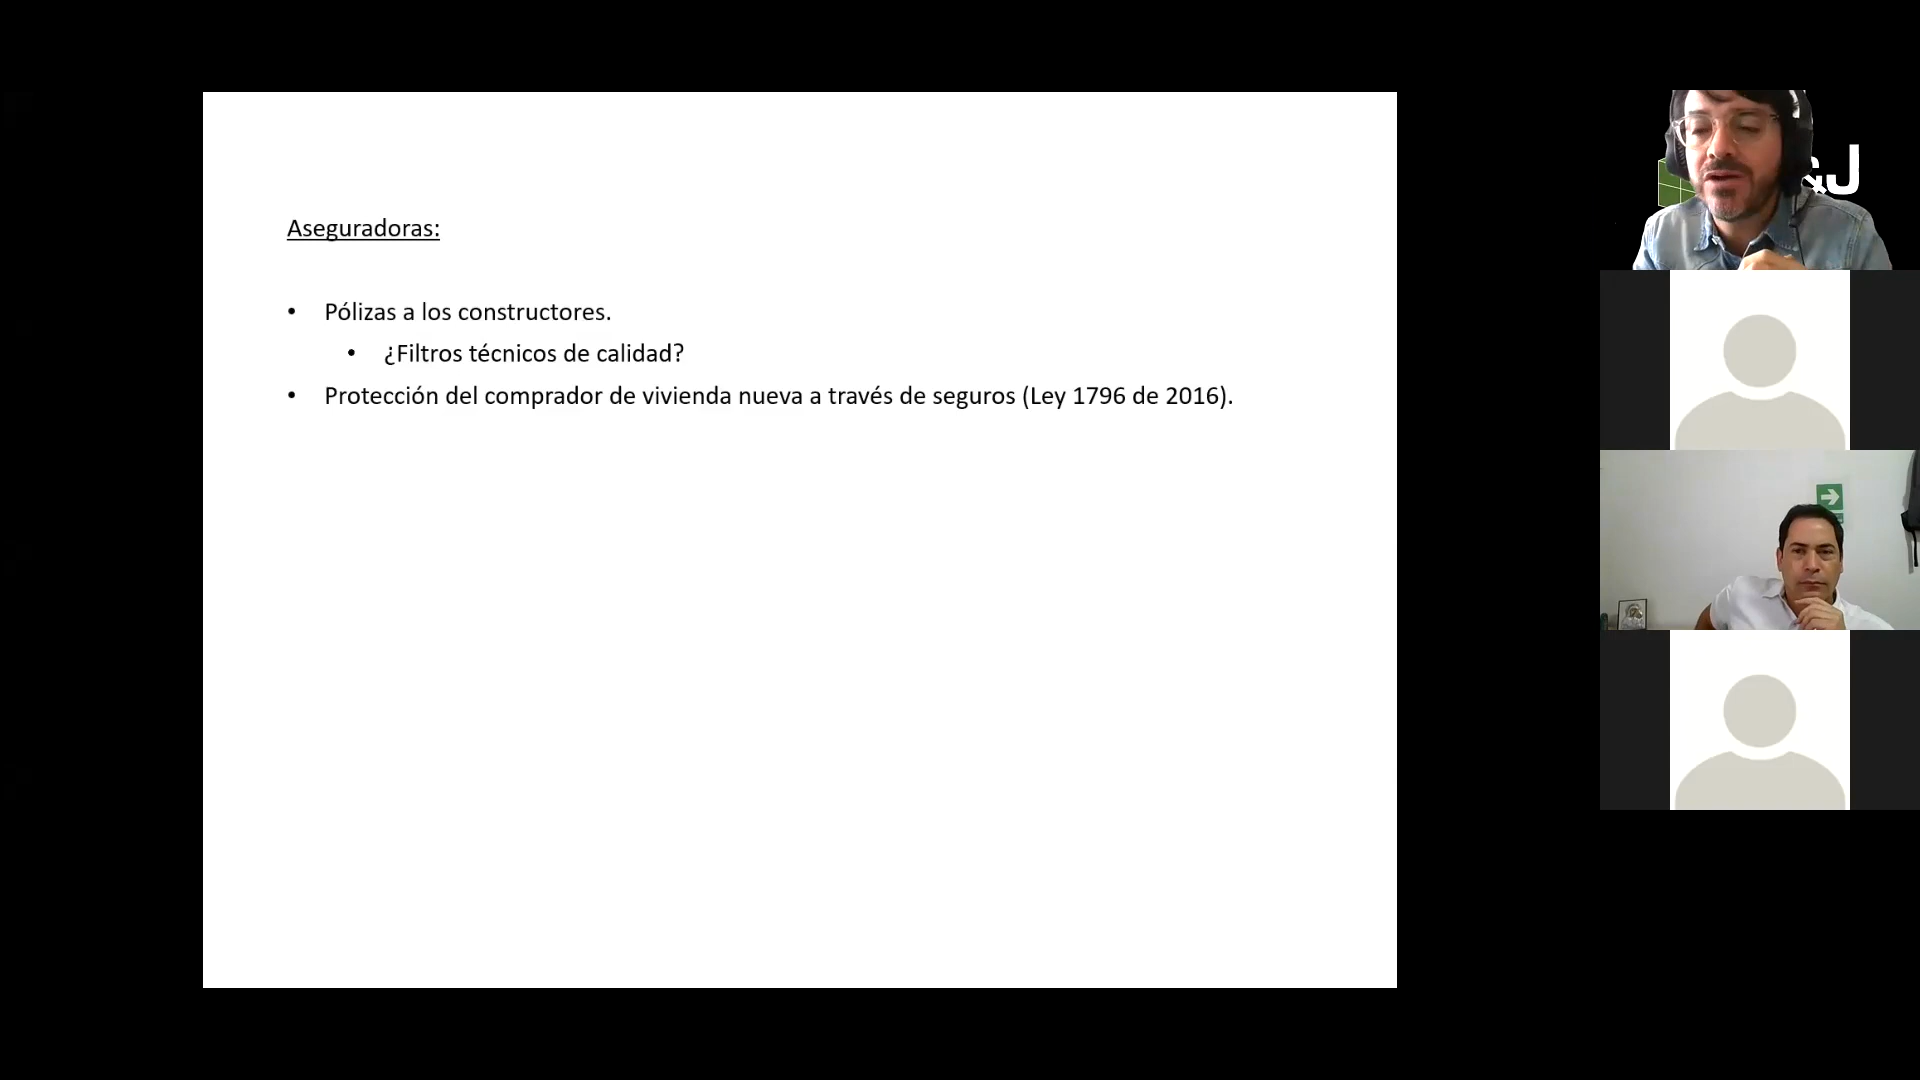 Aseguradoras:
• Pólizas a los constructores.
• ¿Filtros técnicos de calidad?
• Protección del comprador de vivienda nueva a través de seguros (Ley 1796 de 2016).
&J